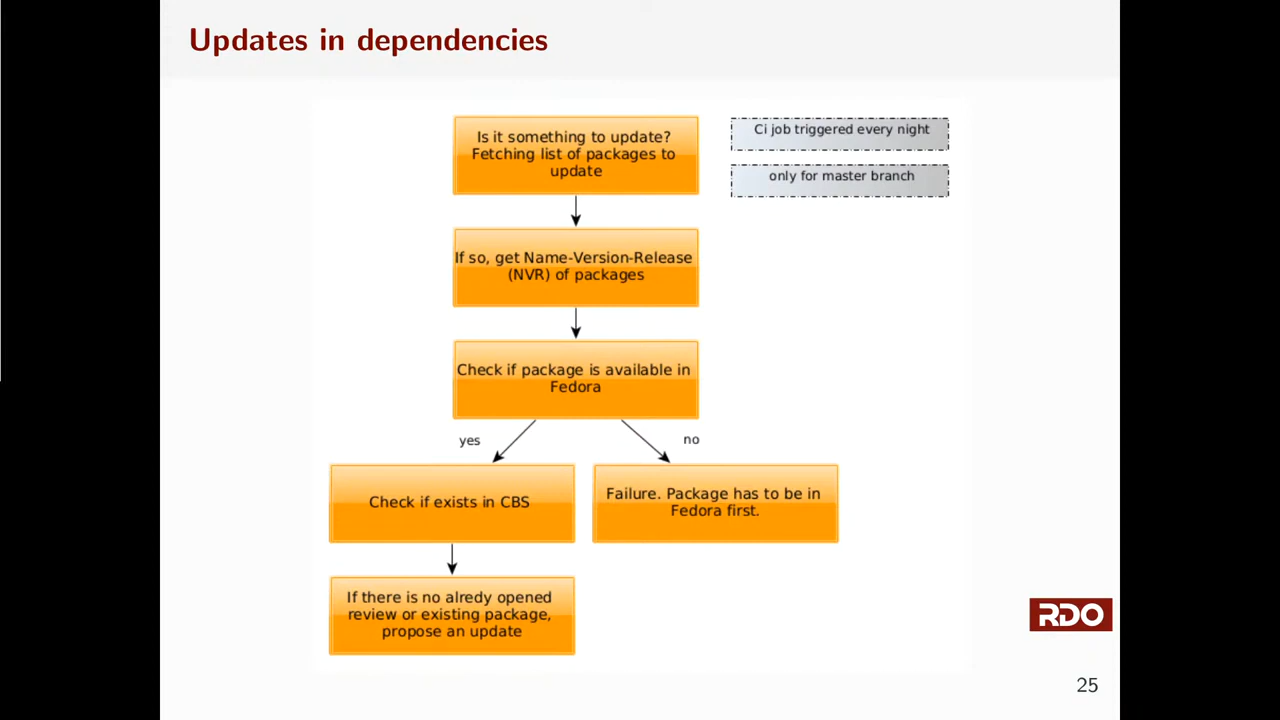 Updates in dependencies
Is it something to update?
Fetching list of packages to
update
Ci job triggered every night
only for master branch
If so, get Name-Version-Release
(NVR) of packages
Check if package is available in
Fedora
yes
no
Check if exists in CBS
Failure. Package has to be in
Fedora first.
If there is no alredy opened
review or existing package,
propose an update
RDO
25